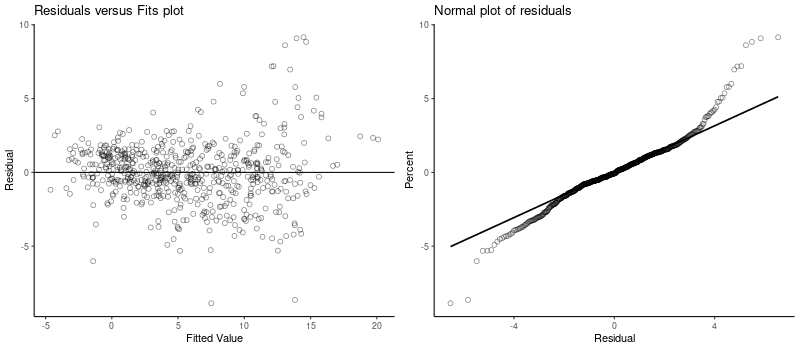 Residuals versus Fits plot
10
5
0
-5
Residual
-5 0 5 10 15 20
Fitted Value
Normal plot of residuals
10
5
0
-5
Percent
-4 0 4
Residual